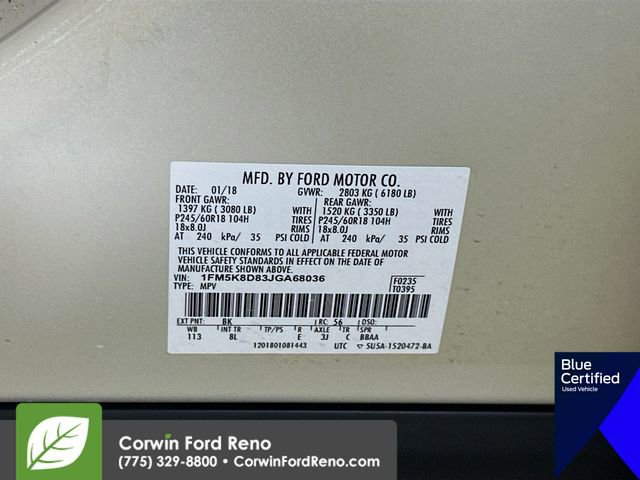 MFD. BY FORD MOTOR CO.
DATE: 01/18 GVWR: 2803 KG ( 6180 LB)
FRONT GAWR: REAR GAWR:
1397 KG ( 3080 LB) WITH 1520 KG ( 3350 LB) WITH
P245/60R18 104H TIRES P245/60R18 104H TIRES
18x8.0J RIMS 18x8.0J RIMS
AT 240 kPa/ 35 PSI COLD AT 240 kPa/ 35 PSI COLD
THIS VEHICLE CONFORMS TO ALL APPLICABLE FEDERAL MOTOR
VEHICLE SAFETY STANDARDS IN EFFECT ON THE DATE OF
MANUFACTURE SHOWN ABOVE.
VIN: 1FM5K8D83JGA68036 F0235
TYPE: MPV T0395
EXT PNT: BK RC: 56 DSO:
WB INT TR TP/PS R AXLE TR SPR
113 8L E 3J C BBAA
1201801081443 UTC 5U5A-1520472-BA
Blue
Certified
Used Vehicle
Corwin Ford Reno
(775) 329-8800 • CorwinFordReno.com